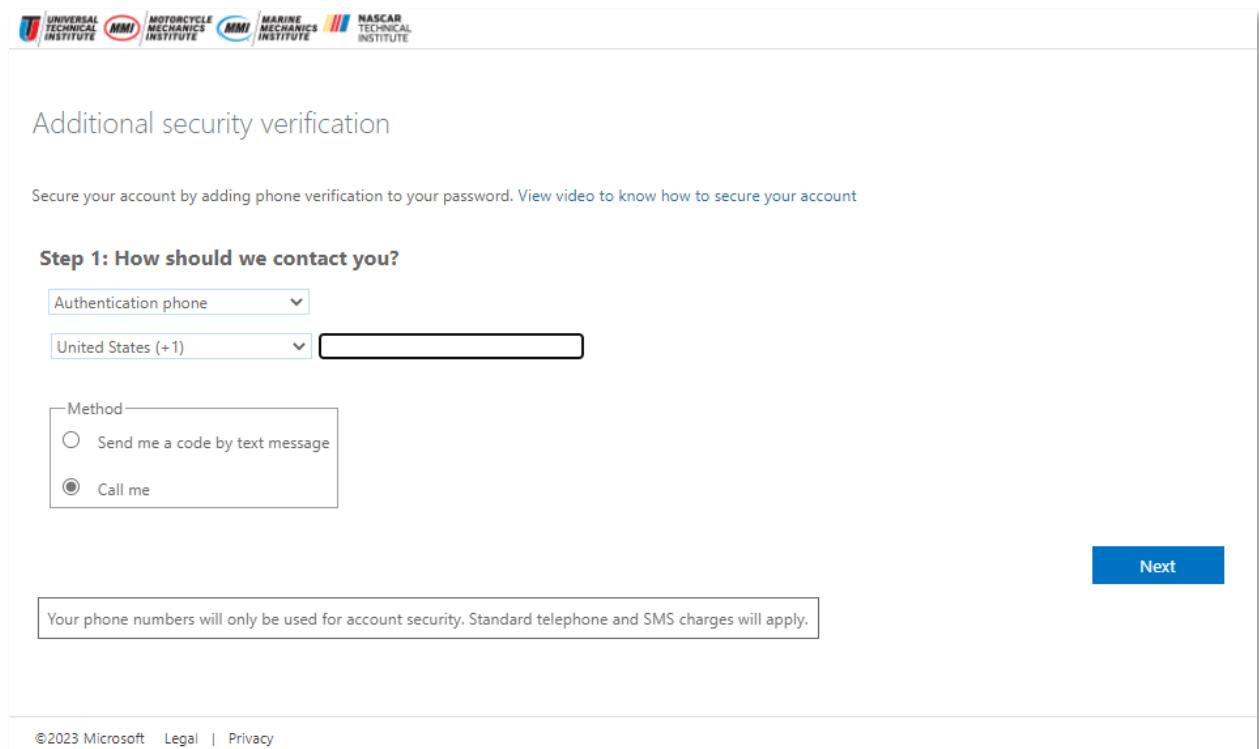 UNIVERSAL TECHNICAL INSTITUTE
MMI
MOTORCYCLE MECHANICS INSTITUTE
MMI
MARINE MECHANICS INSTITUTE
NASCAR TECHNICAL INSTITUTE
Additional security verification
Secure your account by adding phone verification to your password. View video to know how to secure your account
Step 1: How should we contact you?
Authentication phone
United States (+1)
Method
Send me a code by text message
Call me
Next
Your phone numbers will only be used for account security. Standard telephone and SMS charges will apply.
©2023 Microsoft Legal | Privacy